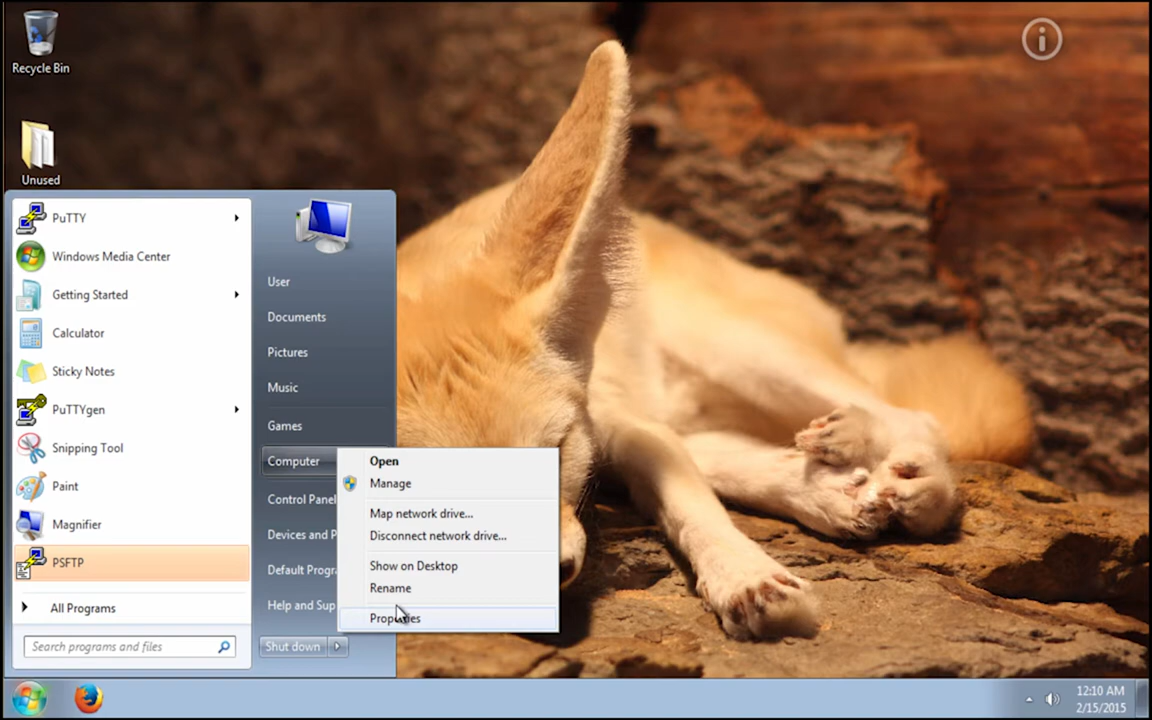 Recycle Bin
Unused
PuTTY
Windows Media Center
Getting Started
Calculator
Sticky Notes
PuTTYgen
Snipping Tool
Paint
Magnifier
PSFTP
All Programs
Search programs and files
User
Documents
Pictures
Music
Games
Computer
Control Panel
Devices and P
Default Progra
Help and Sup
Shut down
Open
Manage
Map network drive...
Disconnect network drive...
Show on Desktop
Rename
Properties
12:10 AM
2/15/2015